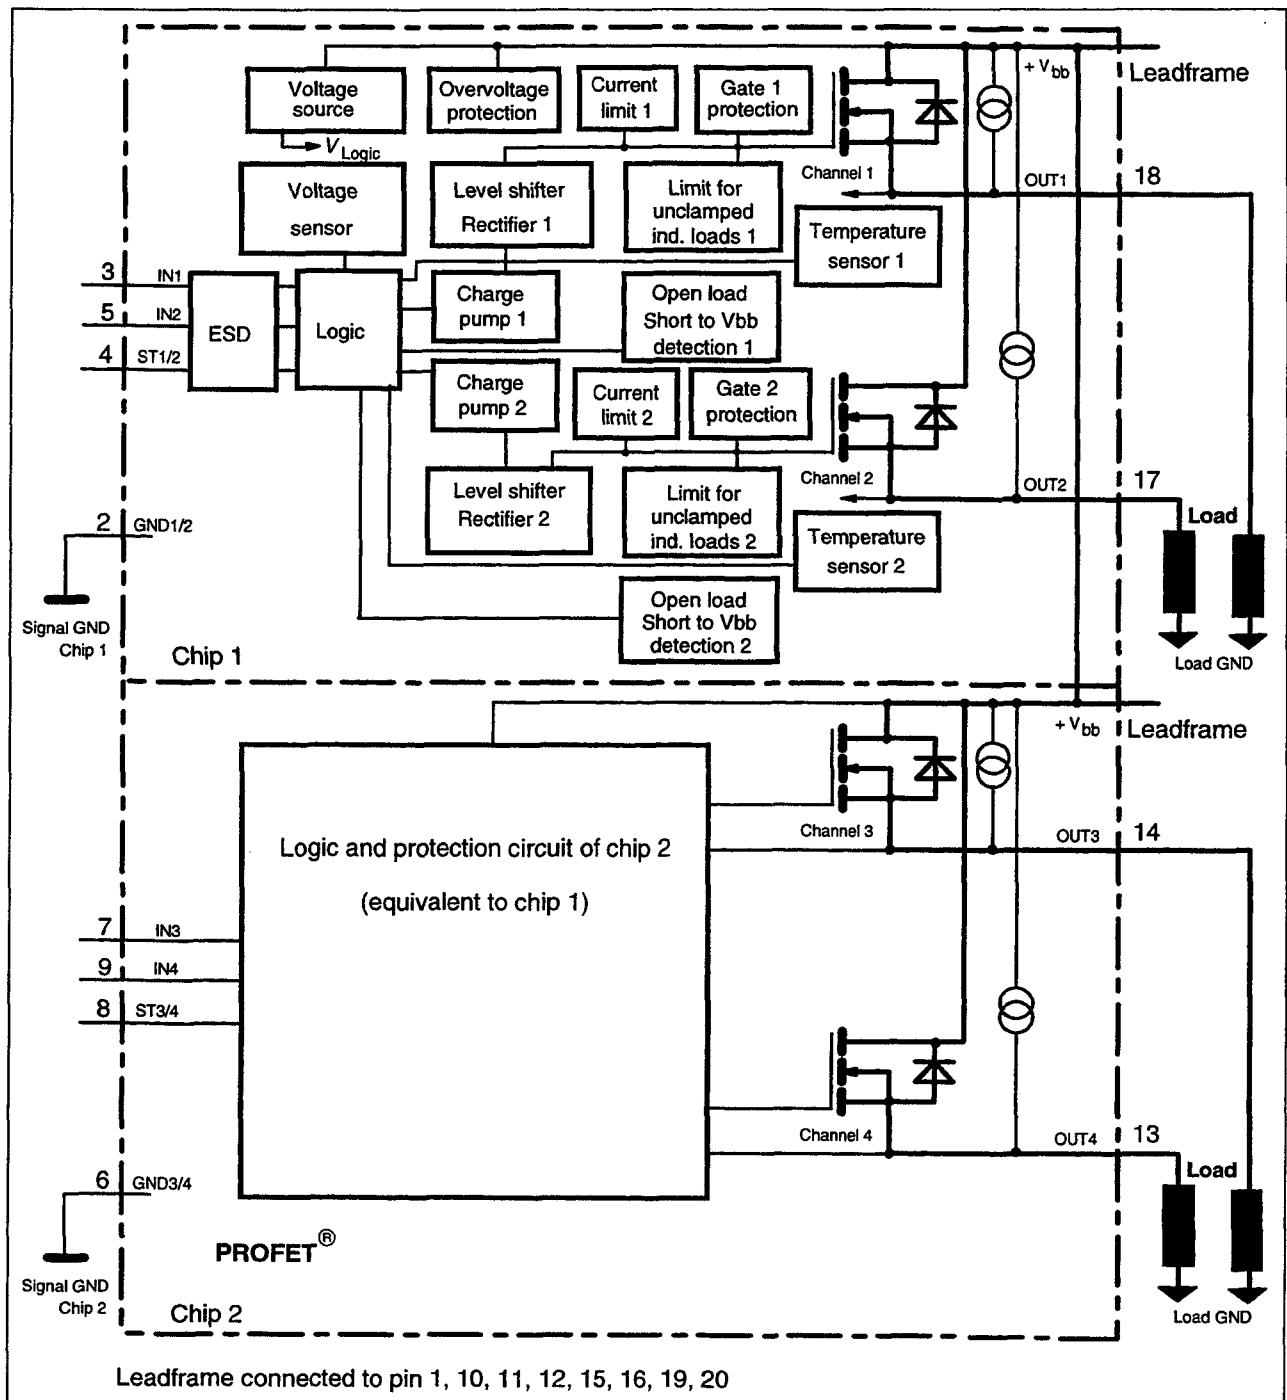 + Vbb
Leadframe
Voltage
source
Overvoltage
protection
Current
limit 1
Gate 1
protection
VLogic
Channel 1
Voltage
sensor
Level shifter
Rectifier 1
Limit for
unclamped
ind. loads 1
OUT1
18
Temperature
sensor 1
3
IN1
5
IN2
4
ST1/2
ESD
Logic
Charge
pump 1
Open load
Short to Vbb
detection 1
Charge
pump 2
Current
limit 2
Gate 2
protection
Channel 2
Level shifter
Rectifier 2
Limit for
unclamped
ind. loads 2
OUT2
17
Load
Temperature
sensor 2
2
GND1/2
Signal GND
Chip 1
Open load
Short to Vbb
detection 2
Load GND
Chip 1
+ Vbb
Leadframe
Logic and protection circuit of chip 2
(equivalent to chip 1)
Channel 3
OUT3
14
7
IN3
9
IN4
8
ST3/4
Channel 4
OUT4
13
Load
6
GND3/4
Signal GND
Chip 2
PROFET®
Load GND
Chip 2
Leadframe connected to pin 1, 10, 11, 12, 15, 16, 19, 20